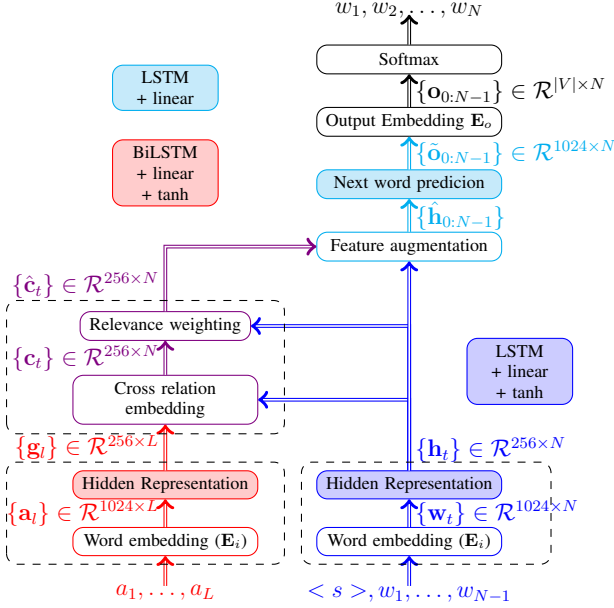 w_1, w_2, . . . , w_N
Softmax
{o_{0:N−1}} ∈ R^{|V|×N}
Output Embedding E_o
{õ_{0:N−1}} ∈ R^{1024×N}
Next word predicion
{ĥ_{0:N−1}}
Feature augmentation
LSTM
+ linear
BiLSTM
+ linear
+ tanh
{ĉ_t} ∈ R^{256×N}
Relevance weighting
{c_t} ∈ R^{256×N}
Cross relation
embedding
LSTM
+ linear
+ tanh
{g_l} ∈ R^{256×L}
{h_t} ∈ R^{256×N}
Hidden Representation
Hidden Representation
{a_l} ∈ R^{1024×L}
{w_t} ∈ R^{1024×N}
Word embedding (E_i)
Word embedding (E_i)
a_1, . . . , a_L
< s >, w_1, . . . , w_{N−1}